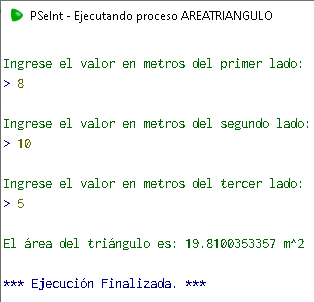 PSeInt - Ejecutando proceso AREATRIANGULO
Ingrese el valor en metros del primer lado:
> 8
Ingrese el valor en metros del segundo lado:
> 10
Ingrese el valor en metros del tercer lado:
> 5
El área del triángulo es: 19.8100353357 m^2
*** Ejecución Finalizada. ***